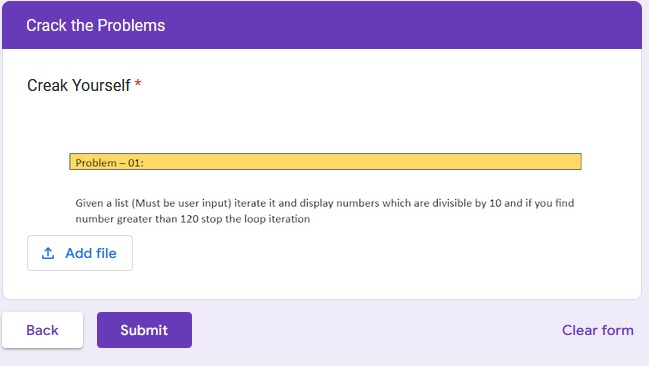 Crack the Problems
Creak Yourself *
Problem – 01:
Given a list (Must be user input) iterate it and display numbers which are divisible by 10 and if you find
number greater than 120 stop the loop iteration
Add file
Back
Submit
Clear form